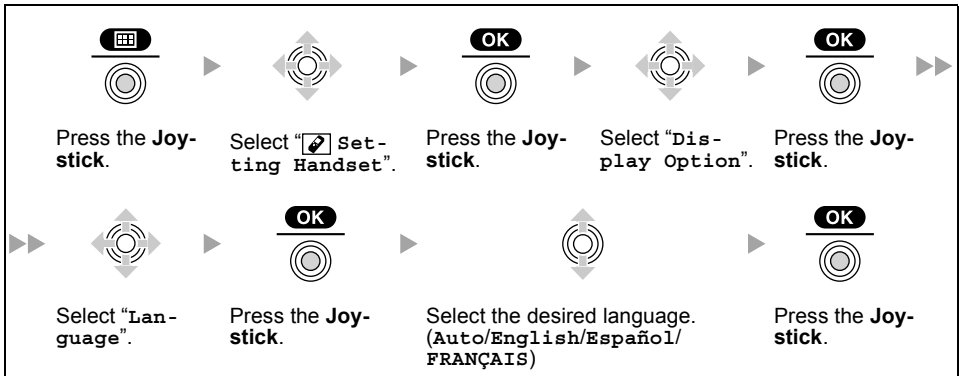 OK
OK
Press the Joy-
stick.
Select “ Set-
ting Handset”.
Press the Joy-
stick.
Select “Dis-
play Option”.
Press the Joy-
stick.
OK
OK
Select “Lan-
guage”.
Press the Joy-
stick.
Select the desired language.
(Auto/English/Español/
FRANÇAIS)
Press the Joy-
stick.